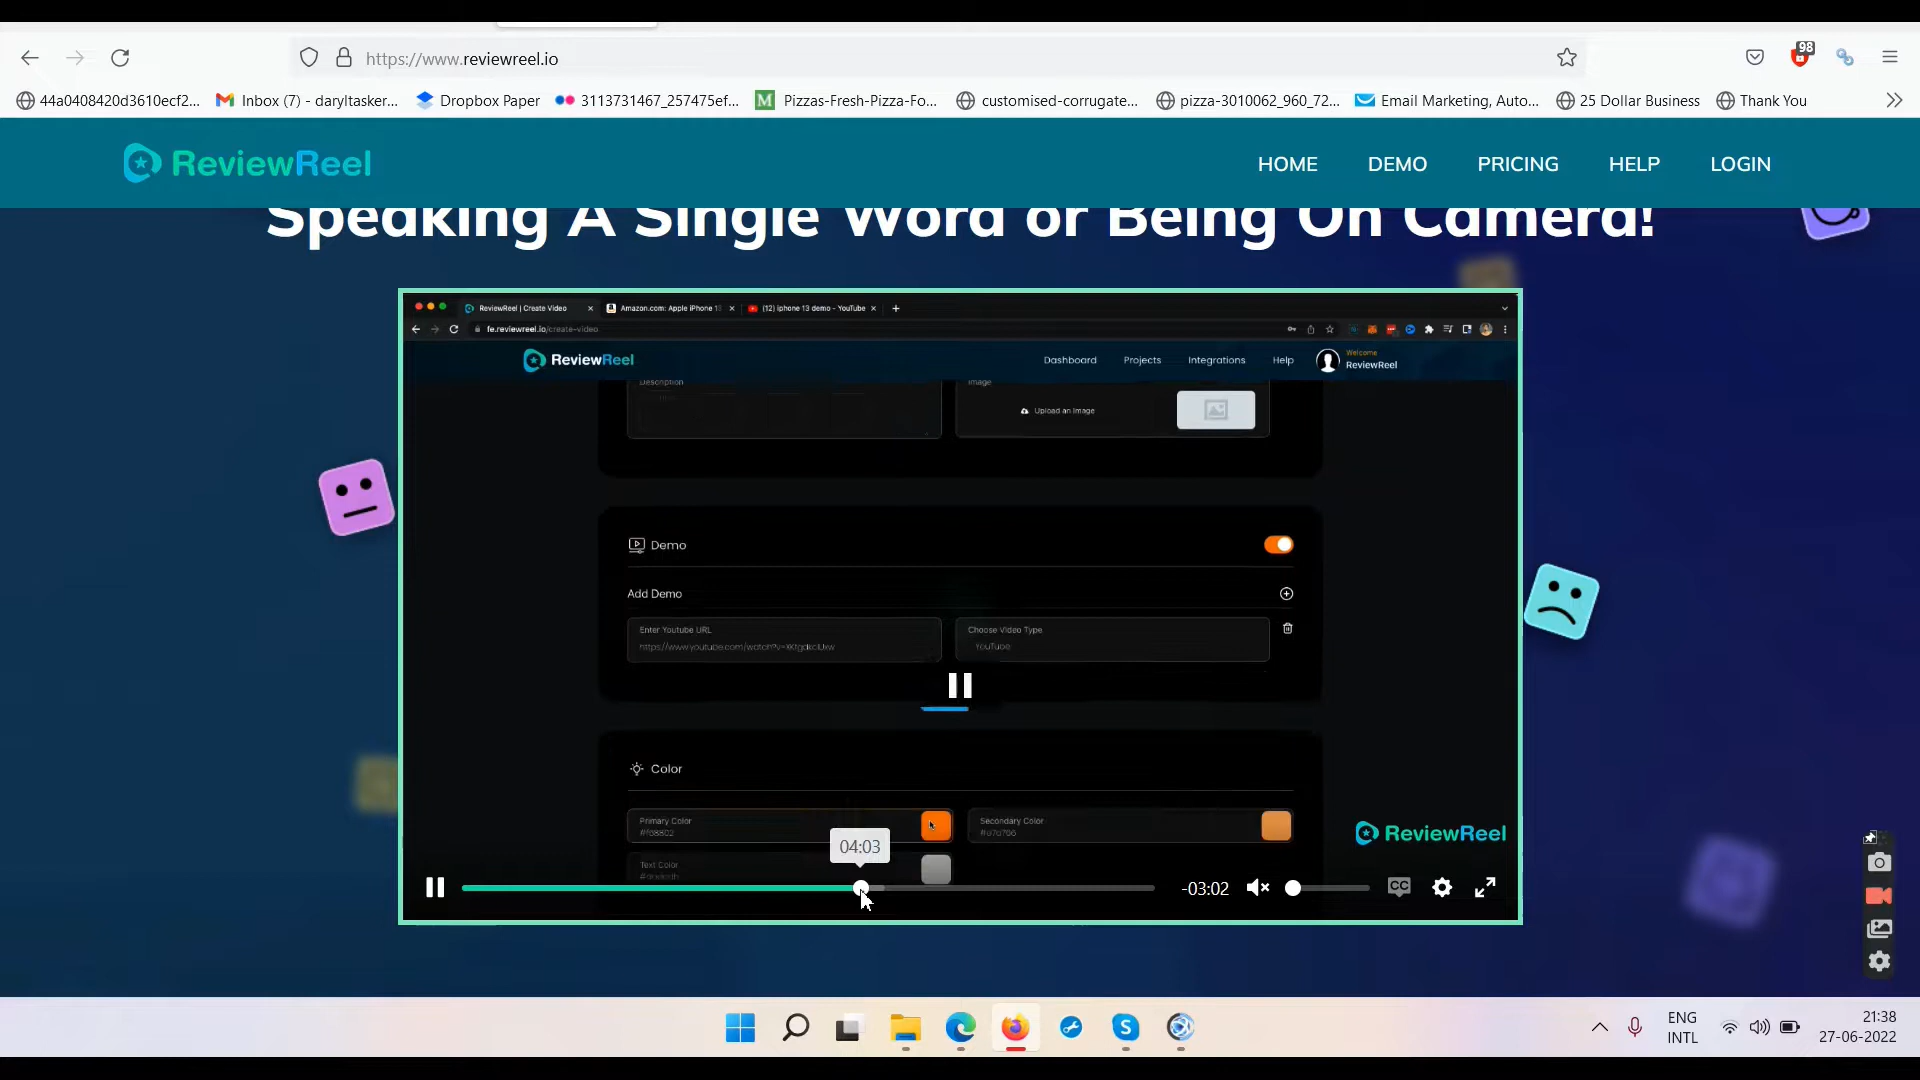 https://www.reviewreel.io
98
44a0408420d3610ecf2...
Inbox (7) - daryltasker...
Dropbox Paper
3113731467_257475ef...
M
Pizzas-Fresh-Pizza-Fo...
customised-corrugate...
pizza-3010062_960_72...
Email Marketing, Auto...
25 Dollar Business
Thank You
ReviewReel
HOME
DEMO
PRICING
HELP
LOGIN
Speaking A Single Word or Being On Camera!
ReviewReel | Create Video
Amazon.com: Apple iPhone 13
(12) iphone 13 demo - YouTube
fe.reviewreel.io/create-video
ReviewReel
Dashboard
Projects
Integrations
Help
Welcome
ReviewReel
Description
Image
Upload an Image
Demo
Add Demo
Enter Youtube URL
Choose Video Type
YouTube
Color
Primary Color
Secondary Color
Text Color
04:03
ReviewReel
-03:02
CC
ENG
INTL
21:38
27-06-2022